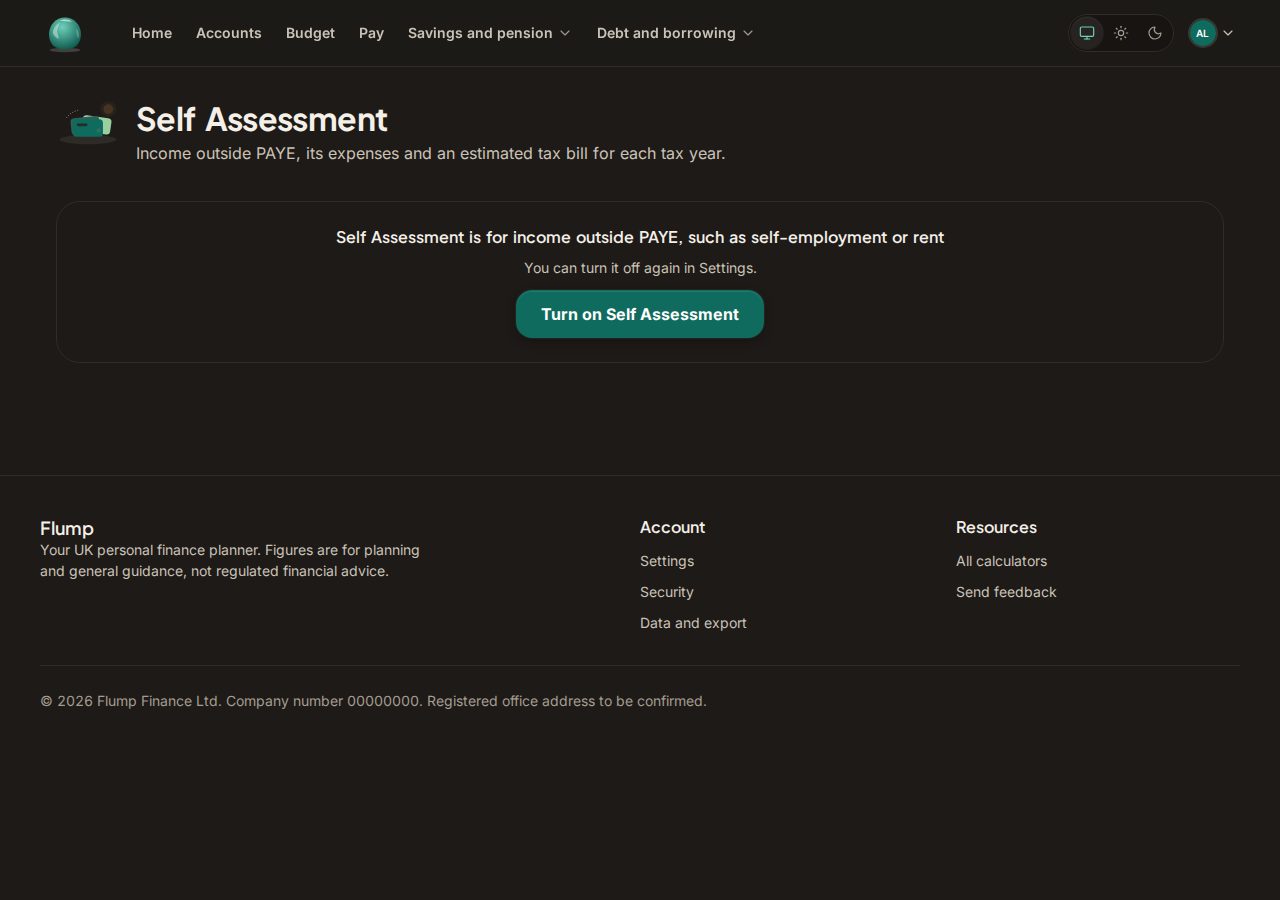 Home Accounts Budget Pay Savings and pension Debt and borrowing AL
Self Assessment
Income outside PAYE, its expenses and an estimated tax bill for each tax year.
Self Assessment is for income outside PAYE, such as self-employment or rent
You can turn it off again in Settings.
Turn on Self Assessment
Flump
Your UK personal finance planner. Figures are for planning
and general guidance, not regulated financial advice.
Account
Settings
Security
Data and export
Resources
All calculators
Send feedback
© 2026 Flump Finance Ltd. Company number 00000000. Registered office address to be confirmed.